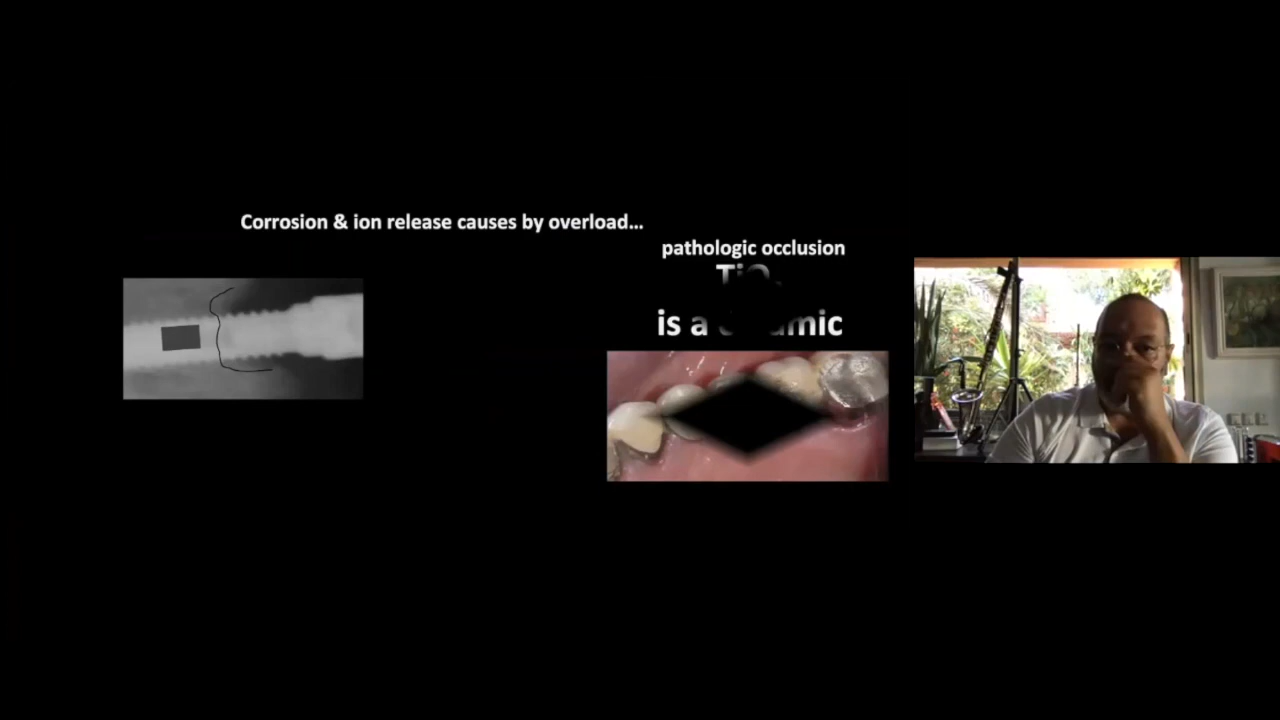 Corrosion & ion release causes by overload...
pathologic occlusion
is a